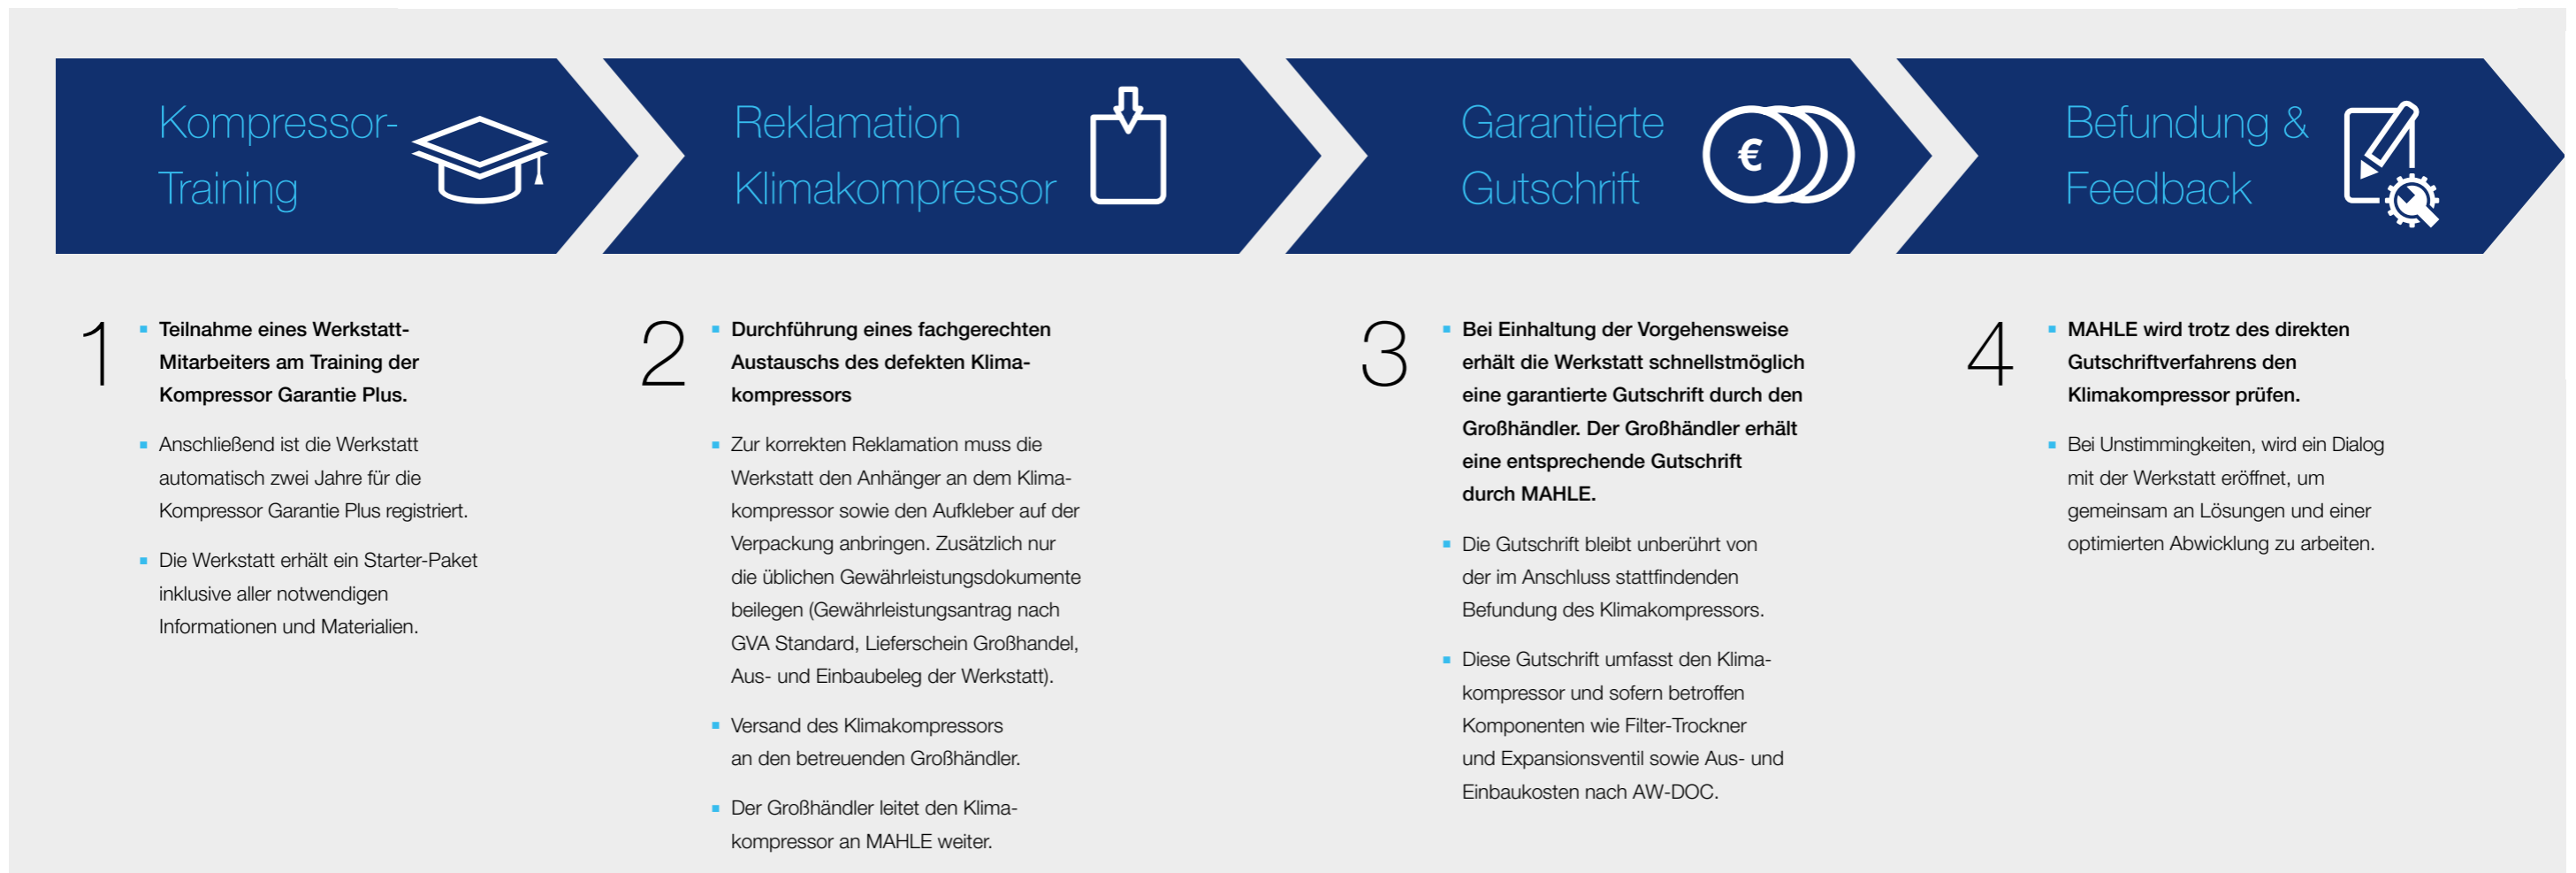 Kompressor-
Training
Reklamation
Klimakompressor
Garantierte
Gutschrift
€
Befundung &
Feedback
1
Teilnahme eines Werkstatt-
Mitarbeiters am Training der
Kompressor Garantie Plus.
Anschließend ist die Werkstatt
automatisch zwei Jahre für die
Kompressor Garantie Plus registriert.
Die Werkstatt erhält ein Starter-Paket
inklusive aller notwendigen
Informationen und Materialien.
2
Durchführung eines fachgerechten
Austauschs des defekten Klima-
kompressors
Zur korrekten Reklamation muss die
Werkstatt den Anhänger an dem Klima-
kompressor sowie den Aufkleber auf der
Verpackung anbringen. Zusätzlich nur
die üblichen Gewährleistungsdokumente
beilegen (Gewährleistungsantrag nach
GVA Standard, Lieferschein Großhandel,
Aus- und Einbaubeleg der Werkstatt).
Versand des Klimakompressors
an den betreuenden Großhändler.
Der Großhändler leitet den Klima-
kompressor an MAHLE weiter.
3
Bei Einhaltung der Vorgehensweise
erhält die Werkstatt schnellstmöglich
eine garantierte Gutschrift durch den
Großhändler. Der Großhändler erhält
eine entsprechende Gutschrift
durch MAHLE.
Die Gutschrift bleibt unberührt von
der im Anschluss stattfindenden
Befundung des Klimakompressors.
Diese Gutschrift umfasst den Klima-
kompressor und sofern betroffen
Komponenten wie Filter-Trockner
und Expansionsventil sowie Aus- und
Einbaukosten nach AW-DOC.
4
MAHLE wird trotz des direkten
Gutschriftverfahrens den
Klimakompressor prüfen.
Bei Unstimmingkeiten, wird ein Dialog
mit der Werkstatt eröffnet, um
gemeinsam an Lösungen und einer
optimierten Abwicklung zu arbeiten.